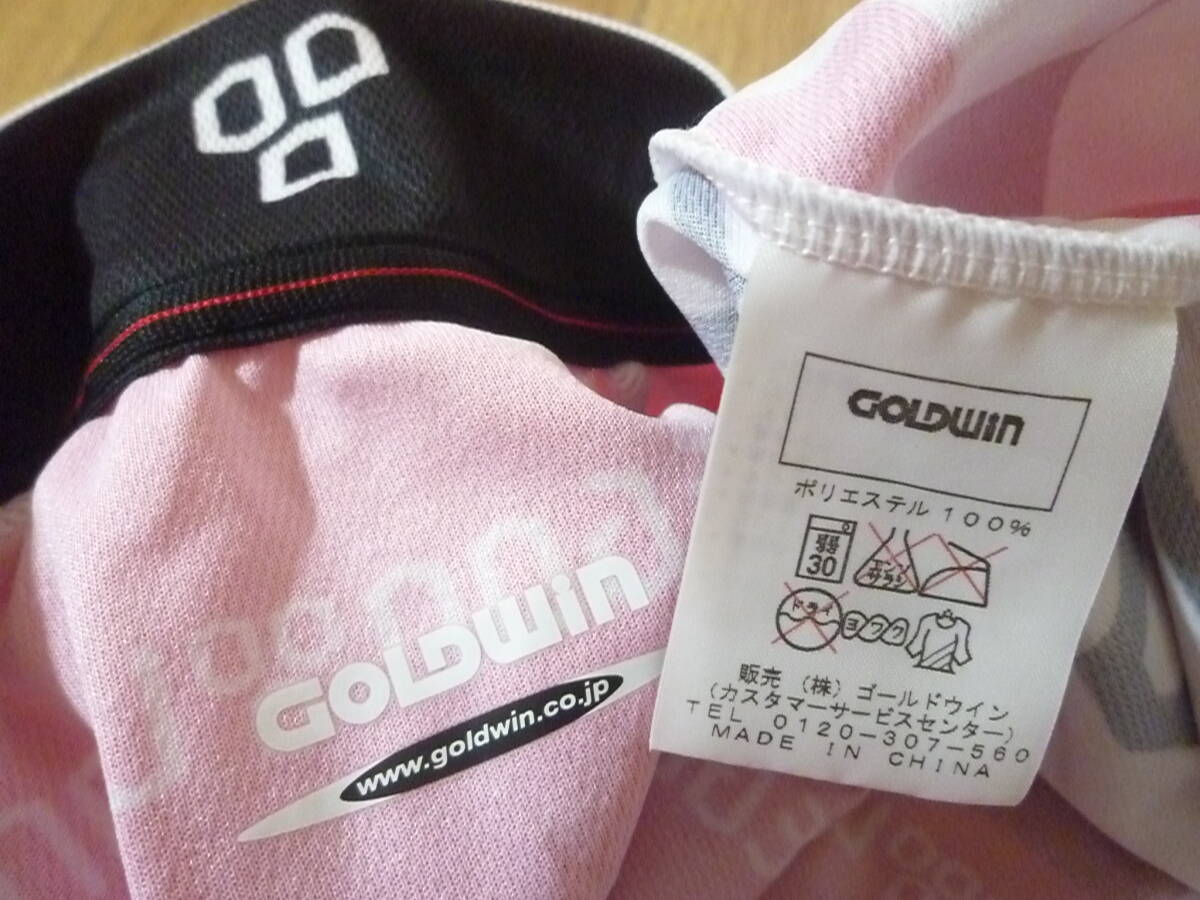 GOLDWIN
www.goldwin.co.jp
GOLDWIN
ポリエステル 100%
弱
30
エンソ
サラシ
ドライ
ヨワク
販売 (株) ゴールドウイン
(カスタマーサービスセンター)
TEL 0120-307-560
MADE IN CHINA